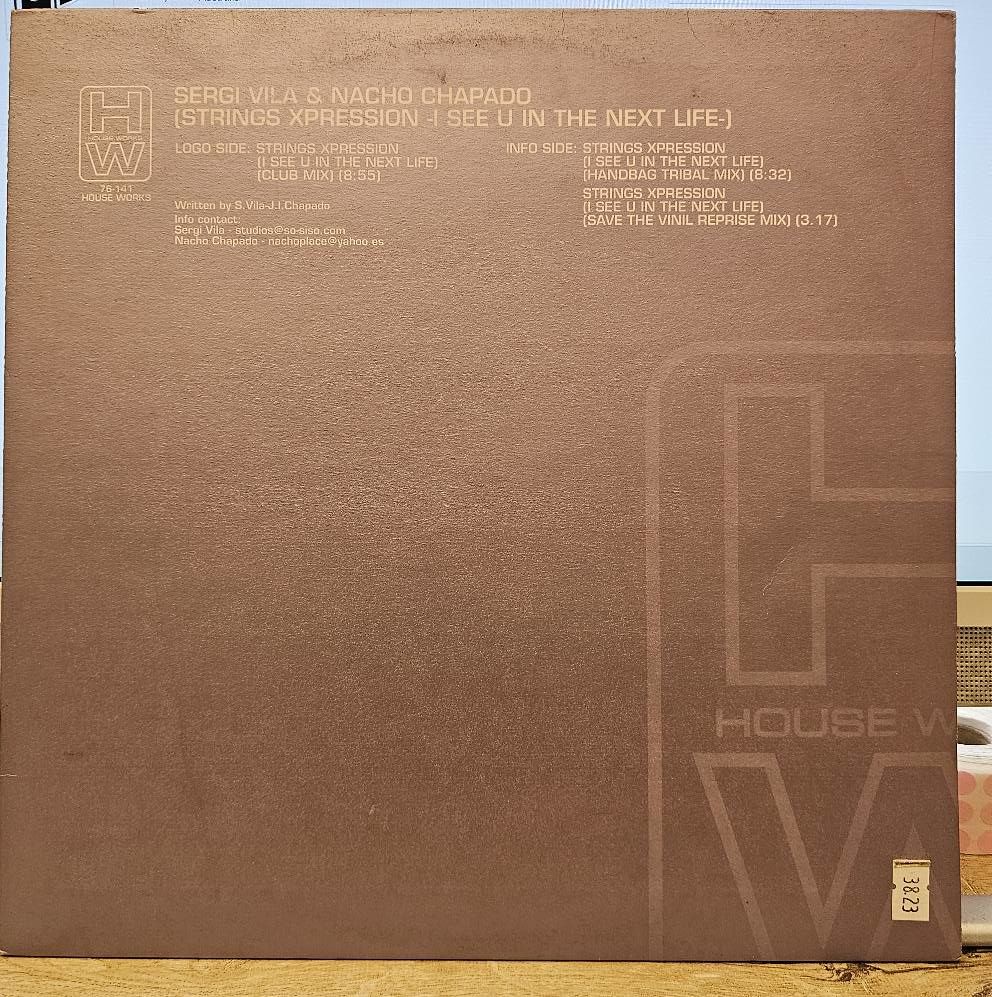 H
HOUSE WORKS
W
76-141
HOUSE WORKS
SERGI VILA & NACHO CHAPADO
(STRINGS XPRESSION -I SEE U IN THE NEXT LIFE-)
LOGO SIDE: STRINGS XPRESSION
(I SEE U IN THE NEXT LIFE)
(CLUB MIX) (8:55)
Written by S.Vila-J.I.Chapado
Info contact:
Sergi Vila - studios@so-siso.com
Nacho Chapado - nachoplace@yahoo.es
INFO SIDE: STRINGS XPRESSION
(I SEE U IN THE NEXT LIFE)
(HANDBAG TRIBAL MIX) (8:32)
STRINGS XPRESSION
(I SEE U IN THE NEXT LIFE)
(SAVE THE VINIL REPRISE MIX) (3.17)
HOUSE W
W
3823